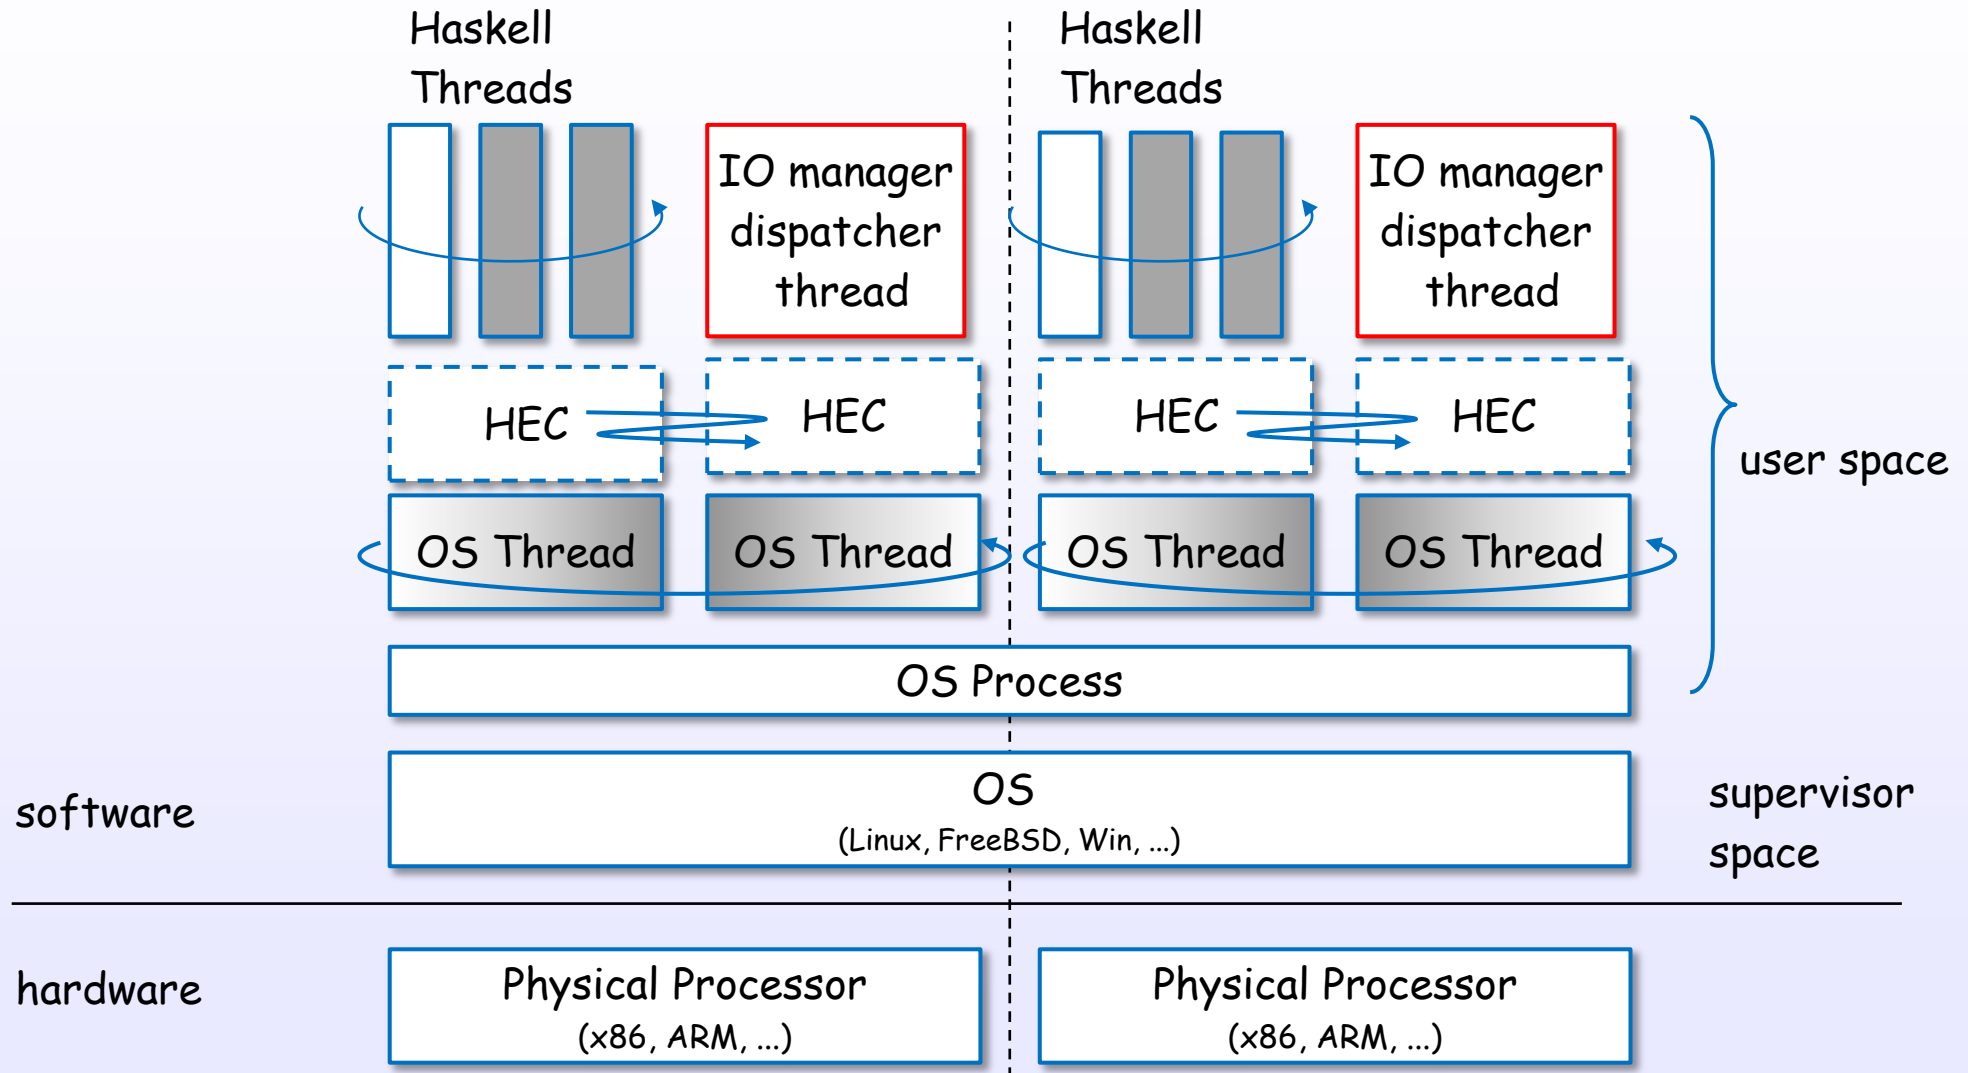 Haskell
Threads
Haskell
Threads
IO manager
dispatcher
thread
IO manager
dispatcher
thread
HEC
HEC
HEC
HEC
user space
OS Thread
OS Thread
OS Thread
OS Thread
OS Process
OS
(Linux, FreeBSD, Win, ...)
software
supervisor
space
hardware
Physical Processor
(x86, ARM, ...)
Physical Processor
(x86, ARM, ...)